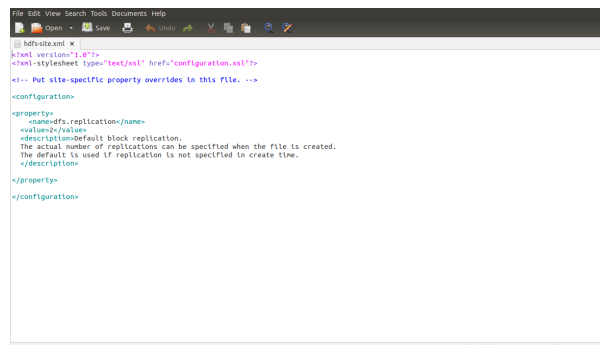 File Edit View Search Tools Documents Help
Open Save Undo
hdfs-site.xml ×
<?xml version="1.0"?>
<?xml-stylesheet type="text/xsl" href="configuration.xsl"?>
<!-- Put site-specific property overrides in this file. -->
<configuration>
<property>
<name>dfs.replication</name>
<value>2</value>
<description>Default block replication.
The actual number of replications can be specified when the file is created.
The default is used if replication is not specified in create time.
</description>
</property>
</configuration>